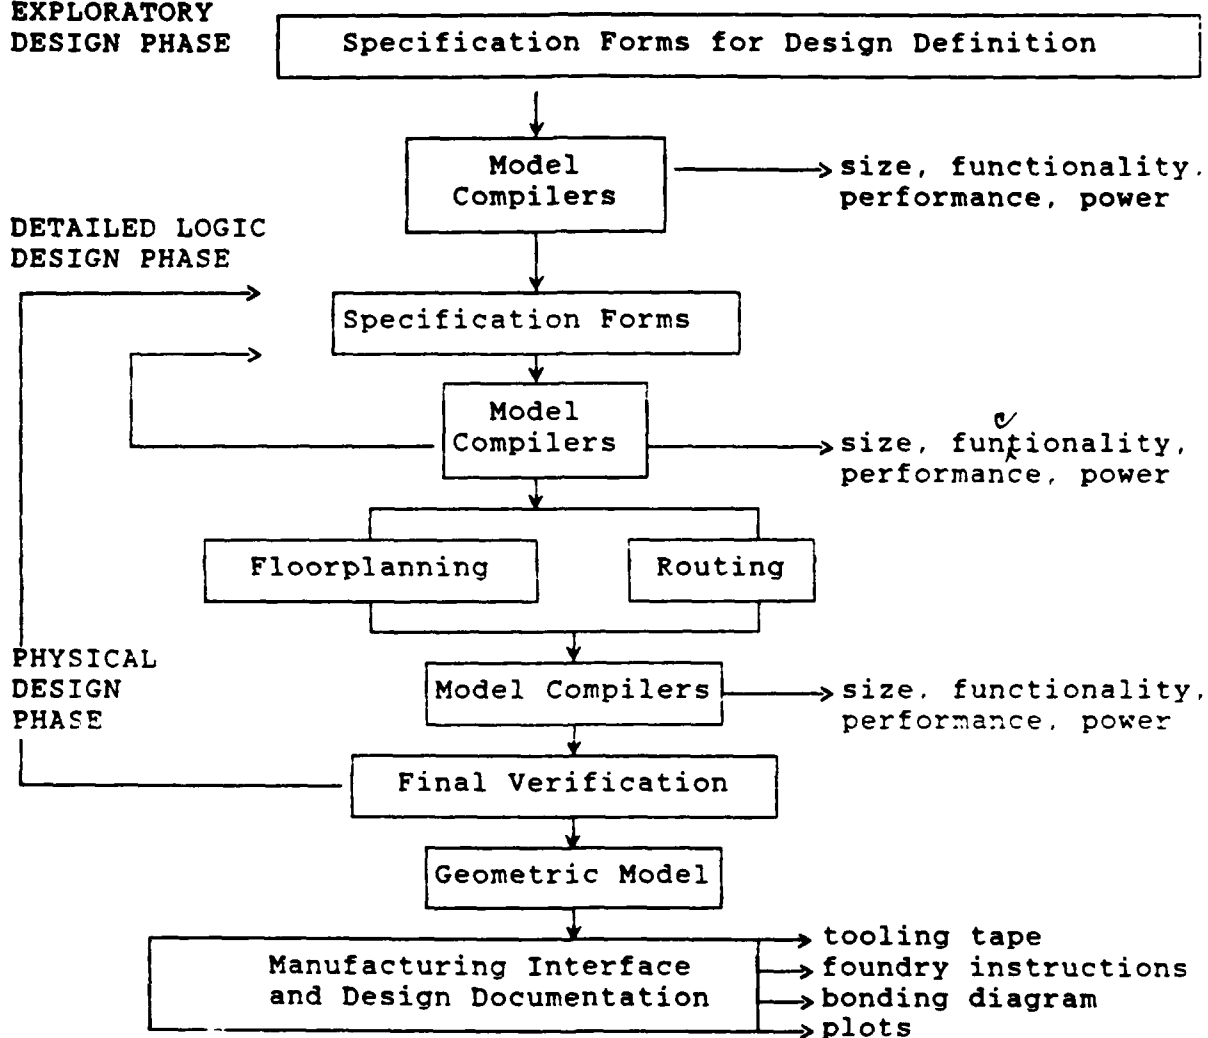 EXPLORATORY
DESIGN PHASE
Specification Forms for Design Definition
Model
Compilers
size, functionality,
performance, power
DETAILED LOGIC
DESIGN PHASE
Specification Forms
Model
Compilers
c
size, funtionality,
performance, power
Floorplanning
Routing
PHYSICAL
DESIGN
PHASE
Model Compilers
size, functionality,
performance, power
Final Verification
Geometric Model
Manufacturing Interface
and Design Documentation
tooling tape
foundry instructions
bonding diagram
plots